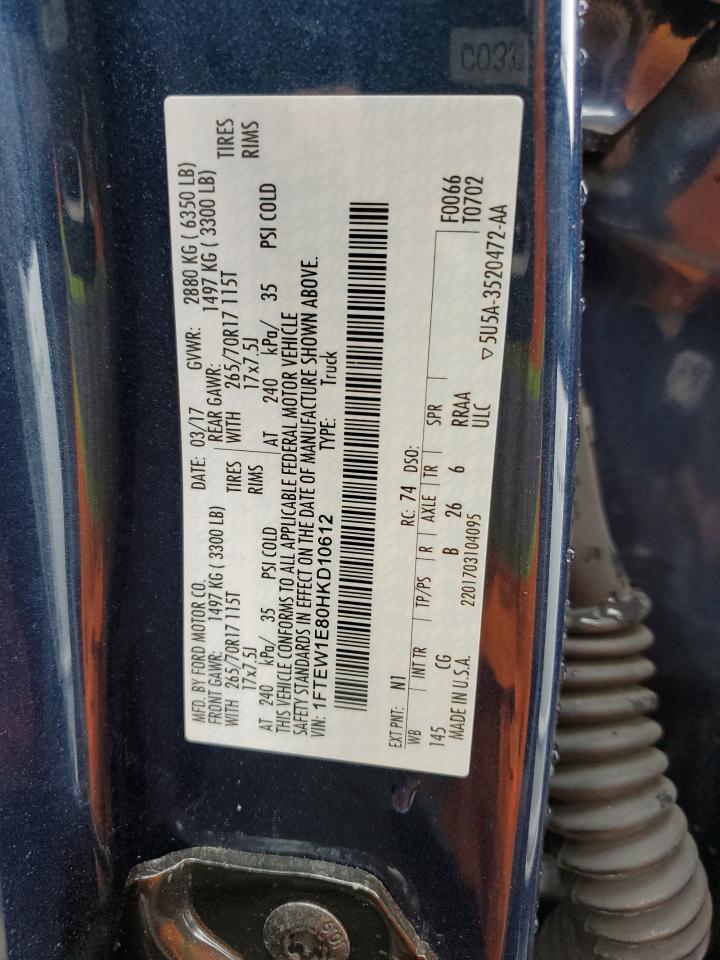 C033
MFD. BY FORD MOTOR CO. DATE: 03/17 GVWR: 2880 KG ( 6350 LB)
FRONT GAWR: 1497 KG ( 3300 LB) REAR GAWR: 1497 KG ( 3300 LB)
WITH 265/70R17 115T TIRES WITH 265/70R17 115T TIRES
17x7.5J RIMS 17x7.5J RIMS
AT 240 kPa/ 35 PSI COLD AT 240 kPa/ 35 PSI COLD
THIS VEHICLE CONFORMS TO ALL APPLICABLE FEDERAL MOTOR VEHICLE
SAFETY STANDARDS IN EFFECT ON THE DATE OF MANUFACTURE SHOWN ABOVE.
VIN: 1FTEW1E80HKD10612 TYPE: Truck
EXT PNT: N1 RC: 74 DSO: F0066
T0702
WB INT TR TP/PS R AXLE TR SPR
145 CG B 26 6 RRAA
MADE IN U.S.A. 2201703104095 ULC
▽5U5A-3520472-AA